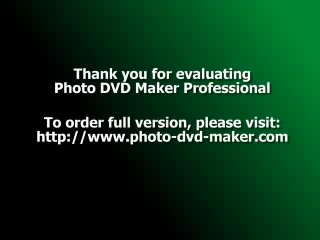 Thank you for evaluating
Photo DVD Maker Professional
To order full version, please visit:
http://www.photo-dvd-maker.com